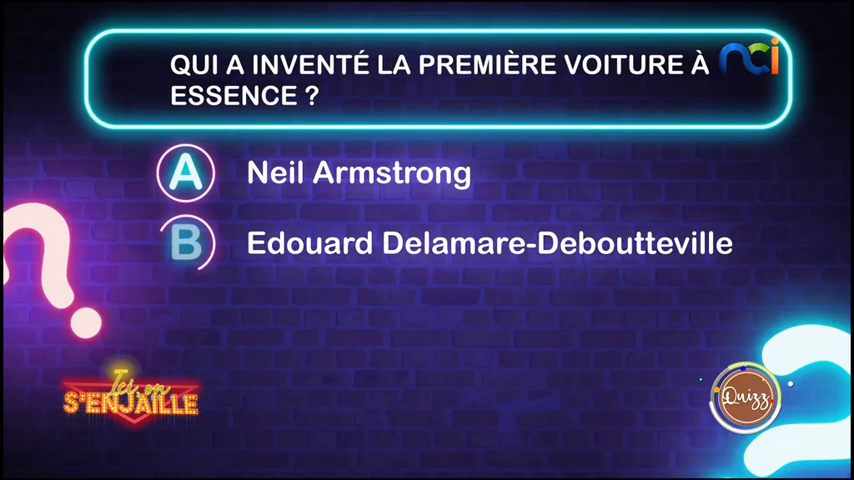 QUI A INVENTÉ LA PREMIÈRE VOITURE À
ESSENCE ?
nci
A Neil Armstrong
B Edouard Delamare-Deboutteville
Ici on
S'ENJAILLE
Quizz